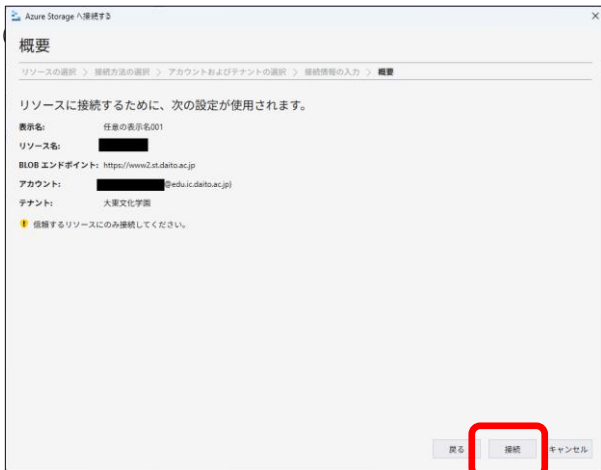 Azure Storage へ接続する
概要
リソースの選択 > 接続方法の選択 > アカウントおよびテナントの選択 > 接続情報の入力 > 概要
リソースに接続するために、次の設定が使用されます。
表示名: 任意の表示名001
リソース名:
BLOB エンドポイント: https://www2.st.daito.ac.jp
アカウント: @edu.ic.daito.ac.jp)
テナント: 大東文化学園
信頼するリソースにのみ接続してください。
戻る 接続 キャンセル